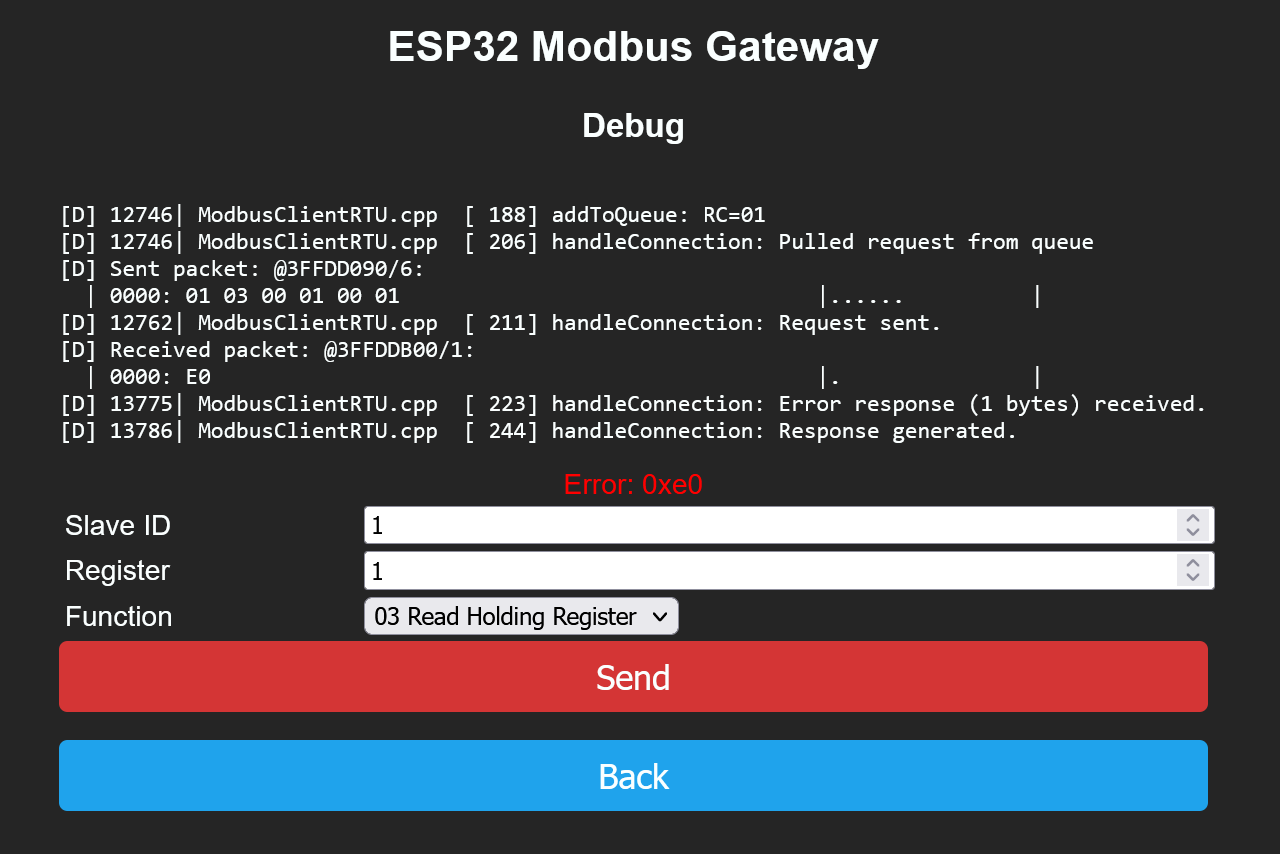 ESP32 Modbus Gateway
Debug
[D] 12746| ModbusClientRTU.cpp  [ 188] addToQueue: RC=01
[D] 12746| ModbusClientRTU.cpp  [ 206] handleConnection: Pulled request from queue
[D] Sent packet: @3FFDD090/6:
  | 0000: 01 03 00 01 00 01                                 |......          |
[D] 12762| ModbusClientRTU.cpp  [ 211] handleConnection: Request sent.
[D] Received packet: @3FFDDB00/1:
  | 0000: E0                                                |.               |
[D] 13775| ModbusClientRTU.cpp  [ 223] handleConnection: Error response (1 bytes) received.
[D] 13786| ModbusClientRTU.cpp  [ 244] handleConnection: Response generated.
Error: 0xe0
Slave ID 1
Register 1
Function 03 Read Holding Register
Send
Back